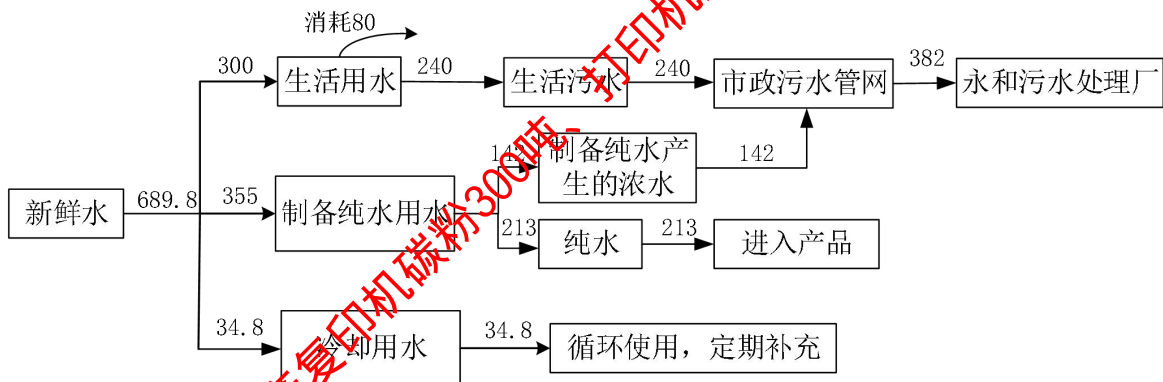 消耗80
300
生活用水
240
生活污水
240
市政污水管网
382
永和污水处理厂
新鲜水
689.8
355
制备纯水用水
142
制备纯水产
生的浓水
142
213
纯水
213
进入产品
34.8
冷却用水
34.8
循环使用，定期补充
复印机碳粉300吨、打印机